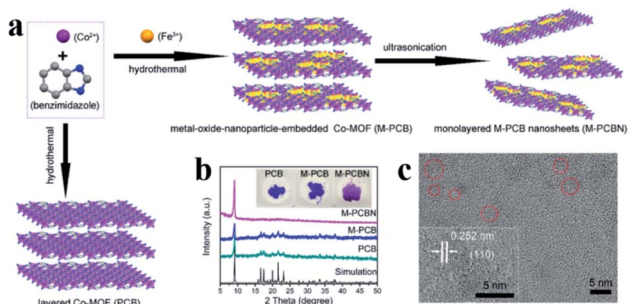 a
(Co²⁺)
+
(benzimidazole)
(Fe³⁺)
hydrothermal
metal-oxide-nanoparticle-embedded Co-MOF (M-PCB)
ultrasonication
monolayered M-PCB nanosheets (M-PCBN)
hydrothermal
layered Co-MOF (PCB)
b
PCB M-PCB M-PCBN
M-PCBN
M-PCB
PCB
Simulation
Intensity (a.u.)
5 10 15 20 25 30 35 40 45 50
2 Theta (degree)
c
0.252 nm
(110)
5 nm
5 nm